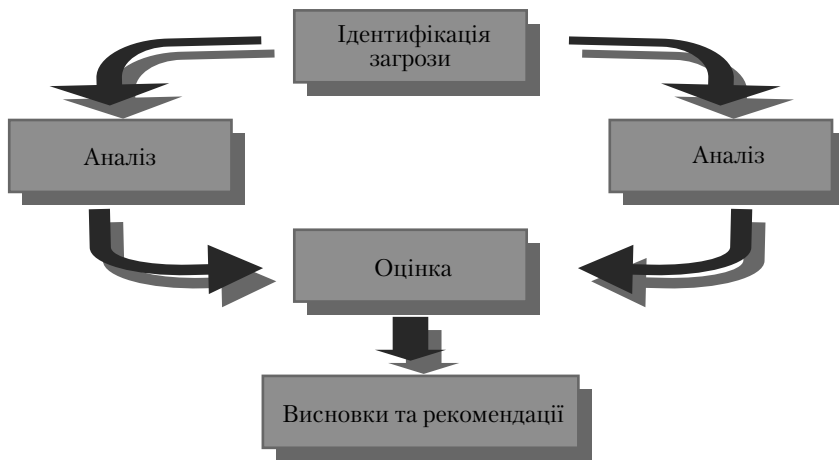 Ідентифікація
загрози
Аналіз
Аналіз
Оцінка
Висновки та рекомендації